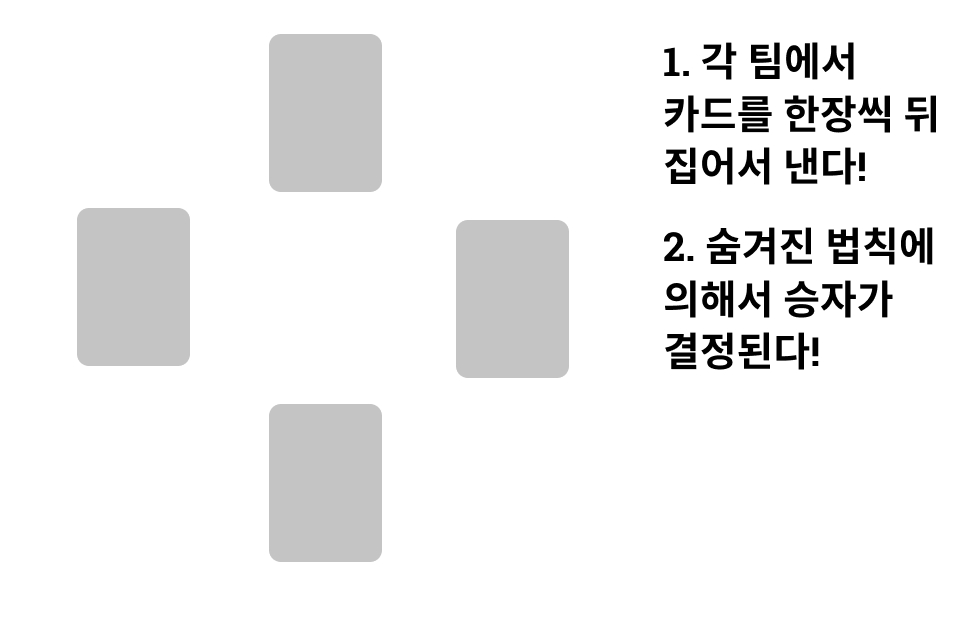 1. 각 팀에서
카드를 한장씩 뒤
집어서 낸다!
2. 숨겨진 법칙에
의해서 승자가
결정된다!